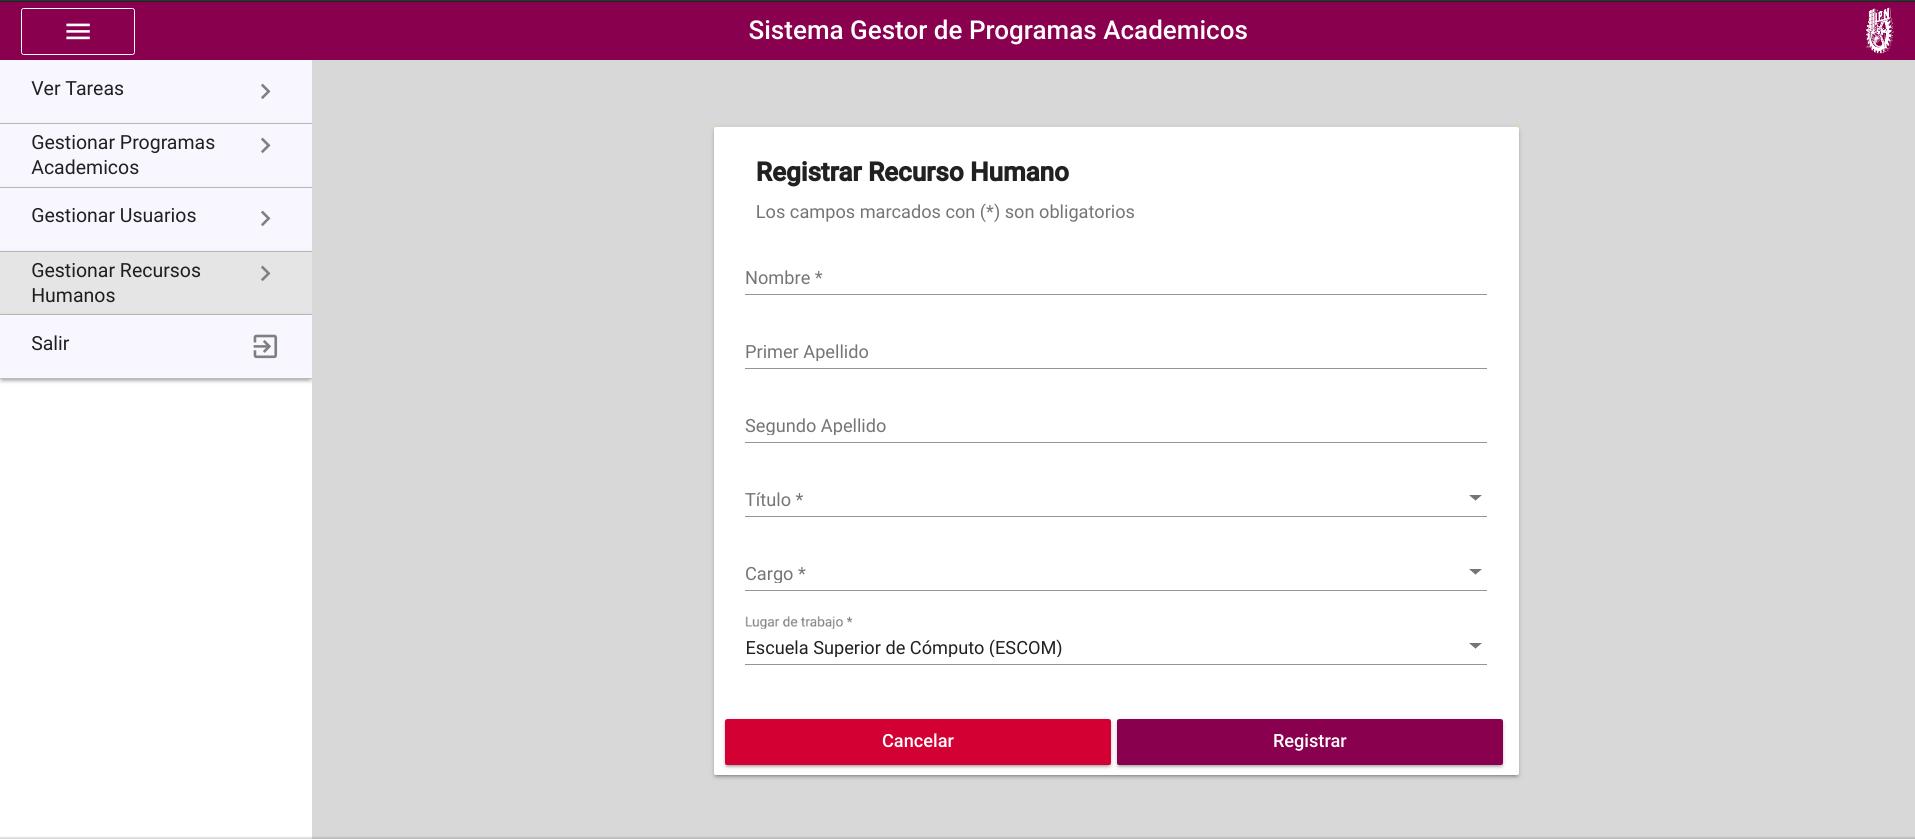 Sistema Gestor de Programas Academicos
Ver Tareas
Gestionar Programas
Academicos
Gestionar Usuarios
Gestionar Recursos
Humanos
Salir
Registrar Recurso Humano
Los campos marcados con (*) son obligatorios
Nombre *
Primer Apellido
Segundo Apellido
Título *
Cargo *
Lugar de trabajo *
Escuela Superior de Cómputo (ESCOM)
Cancelar
Registrar